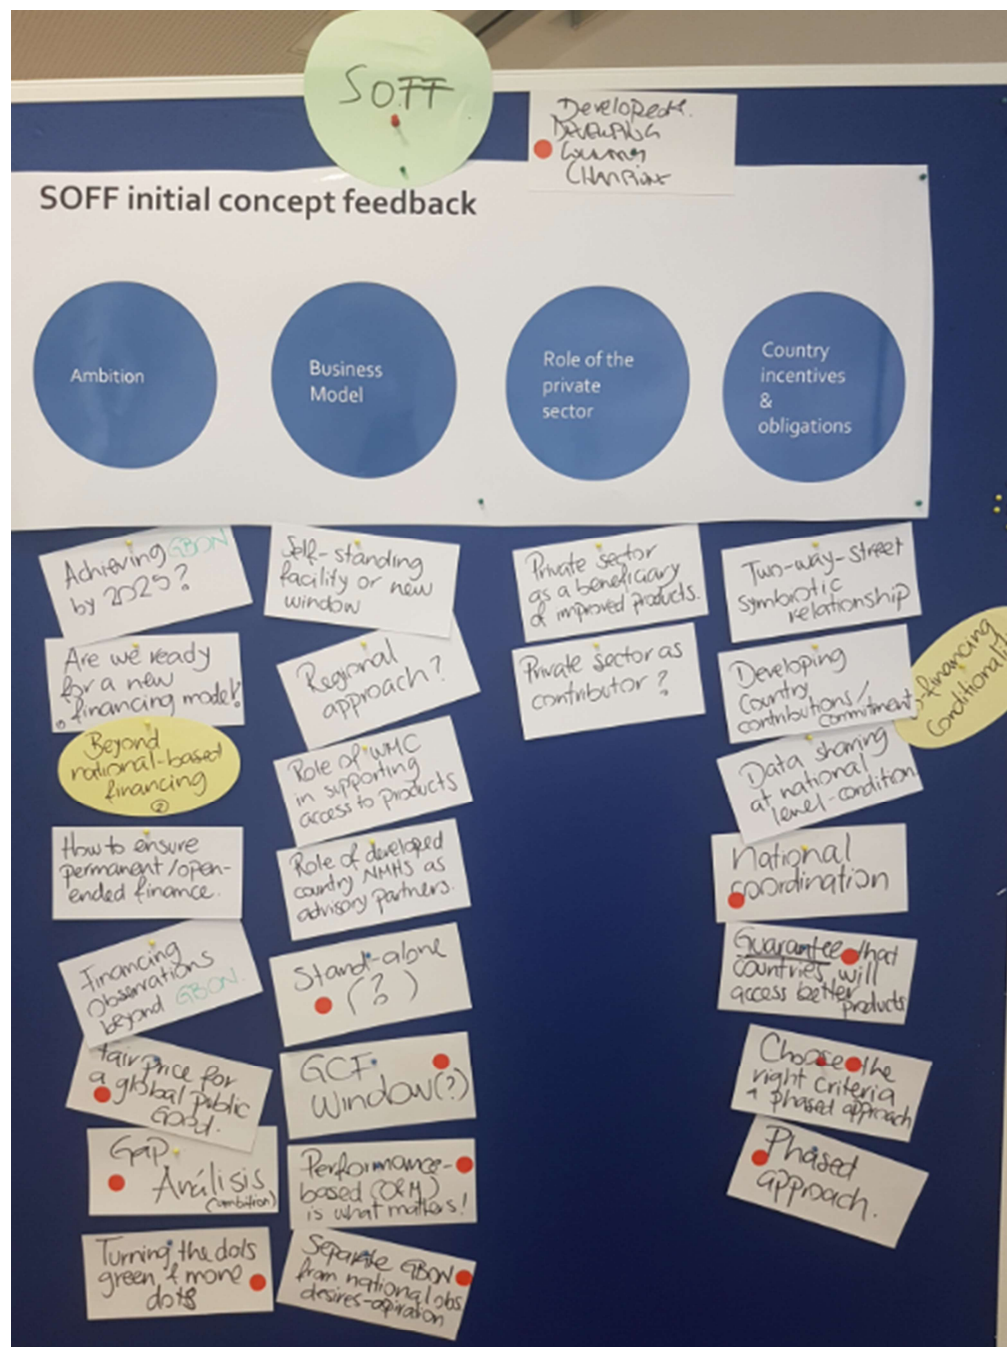 SOFF
Developed &
DEVELOPING
Country
CHAMPIONS
SOFF initial concept feedback
Ambition
Business
Model
Role of the
private
sector
Country
incentives
&
obligations
Achieving GBON
by 2025?
Are we ready
for a new
financing model!
Beyond
national-based
financing
How to ensure
permanent/open-
ended finance.
Financing
Observations
beyond GBON.
fair Price for
a global public
Good.
Gap
Análisis
(ambition)
Turning the dots
green, & more
dots
Self-standing
facility or new
window
Regional
approach?
Role of WMC
in supporting
access to products
Role of developed
country NMHS as
advisory partners.
Stand-alone
(?)
GCF
Window(?)
Performance-
based (O&M)
is what matters!
Separate GBON
from national obs.
desires-aspiration
Private sector
as a beneficiary
of improved products.
Private Sector as
contributor?
Two-way-street
symbiotic
relationship
Developing
Country
contributions/
commitment
-financing
Conditionali
Data sharing
at national
level-condition
National
coordination
Guarantee that
countries will
access better
products
Choose the
right criteria
& phased approach
Phased
approach.